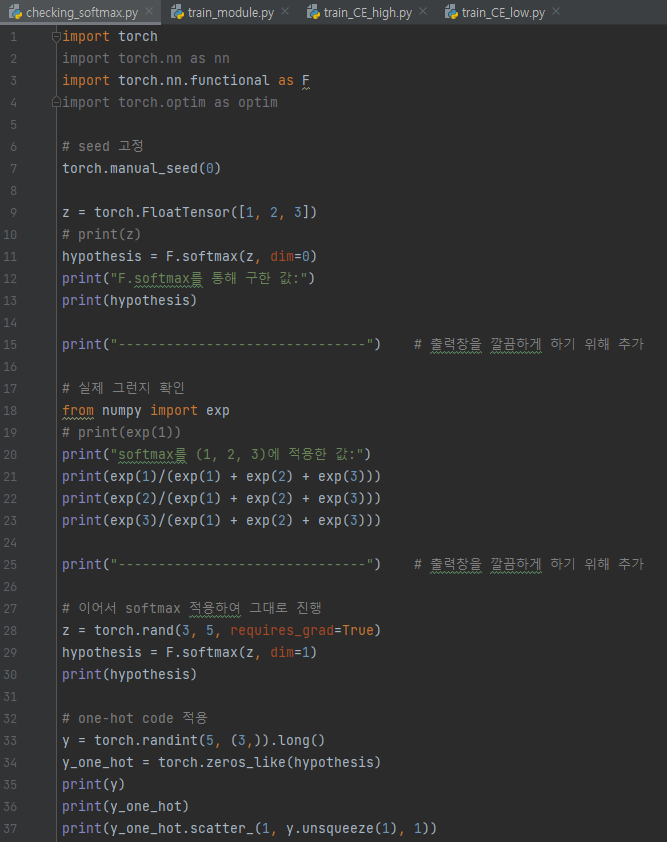 checking_softmax.py train_module.py train_CE_high.py train_CE_low.py
1 import torch
2 import torch.nn as nn
3 import torch.nn.functional as F
4 import torch.optim as optim
5
6 # seed 고정
7 torch.manual_seed(0)
8
9 z = torch.FloatTensor([1, 2, 3])
10 # print(z)
11 hypothesis = F.softmax(z, dim=0)
12 print("F.softmax를 통해 구한 값:")
13 print(hypothesis)
14
15 print("-------------------------------") # 출력창을 깔끔하게 하기 위해 추가
16
17 # 실제 그런지 확인
18 from numpy import exp
19 # print(exp(1))
20 print("softmax를 (1, 2, 3)에 적용한 값:")
21 print(exp(1)/(exp(1) + exp(2) + exp(3)))
22 print(exp(2)/(exp(1) + exp(2) + exp(3)))
23 print(exp(3)/(exp(1) + exp(2) + exp(3)))
24
25 print("-------------------------------") # 출력창을 깔끔하게 하기 위해 추가
26
27 # 이어서 softmax 적용하여 그대로 진행
28 z = torch.rand(3, 5, requires_grad=True)
29 hypothesis = F.softmax(z, dim=1)
30 print(hypothesis)
31
32 # one-hot code 적용
33 y = torch.randint(5, (3,)).long()
34 y_one_hot = torch.zeros_like(hypothesis)
35 print(y)
36 print(y_one_hot)
37 print(y_one_hot.scatter_(1, y.unsqueeze(1), 1))